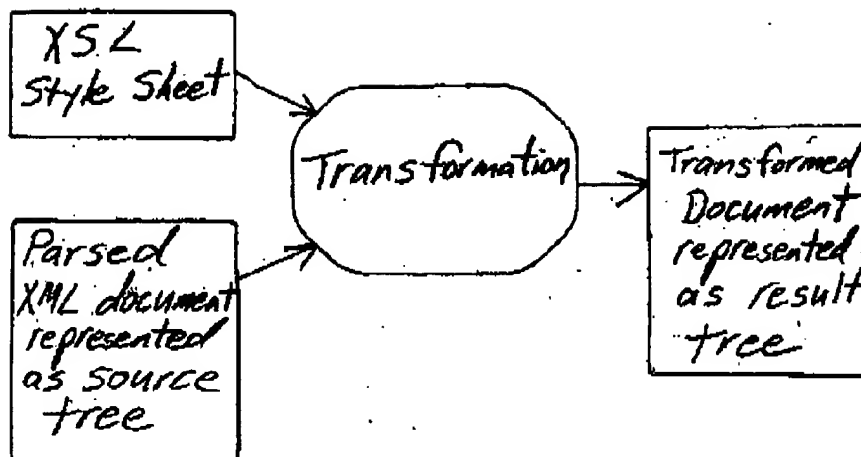 XSL
Style Sheet
Transformation
Parsed
XML document
represented
as source
tree
Transformed
Document
represented
as result
tree